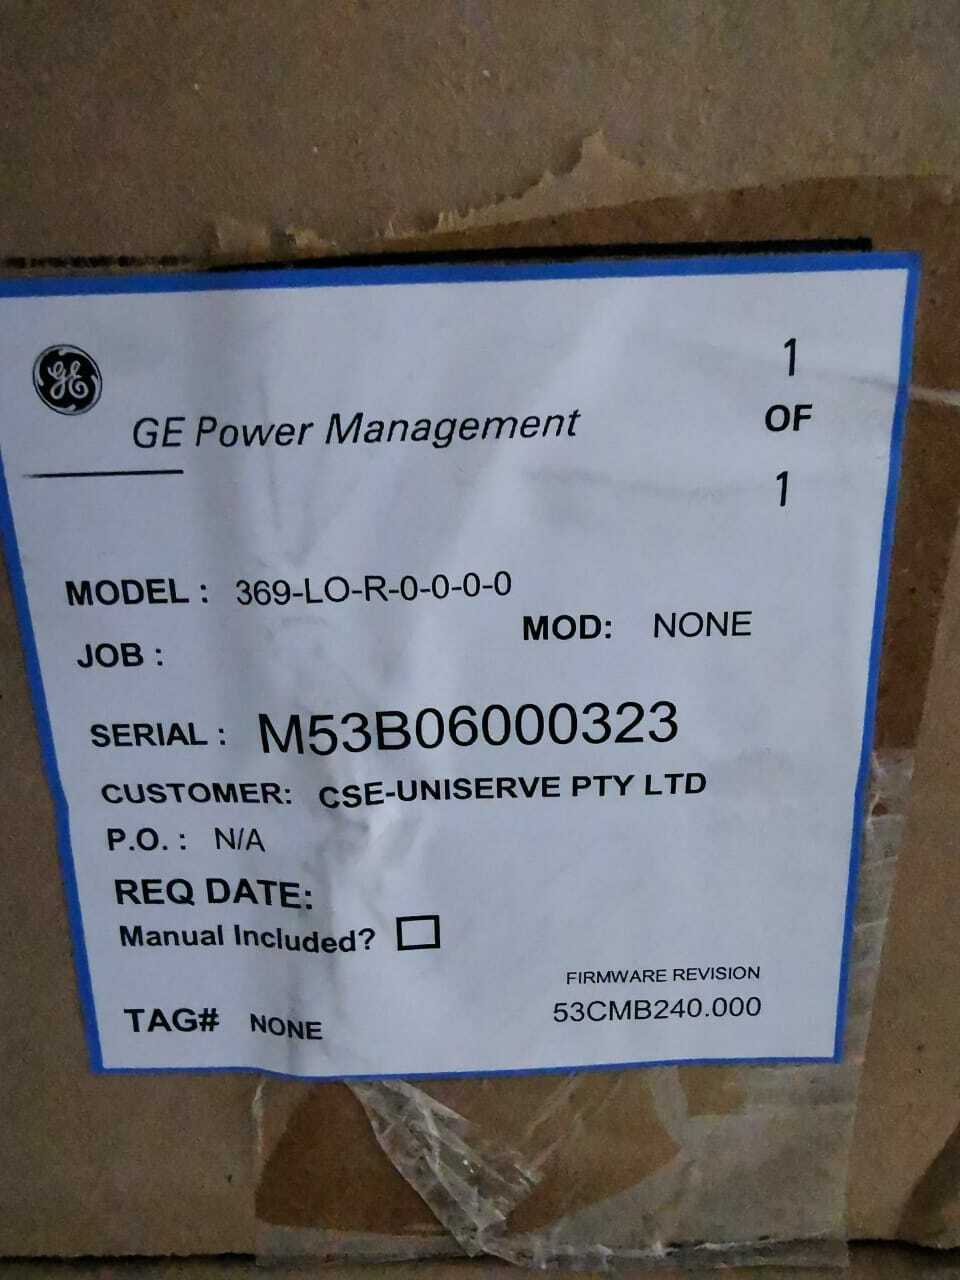 GE
GE Power Management
1
OF
1
MODEL : 369-LO-R-0-0-0-0
MOD: NONE
JOB :
SERIAL : M53B06000323
CUSTOMER: CSE-UNISERVE PTY LTD
P.O. : N/A
REQ DATE:
Manual Included?
FIRMWARE REVISION
53CMB240.000
TAG# NONE